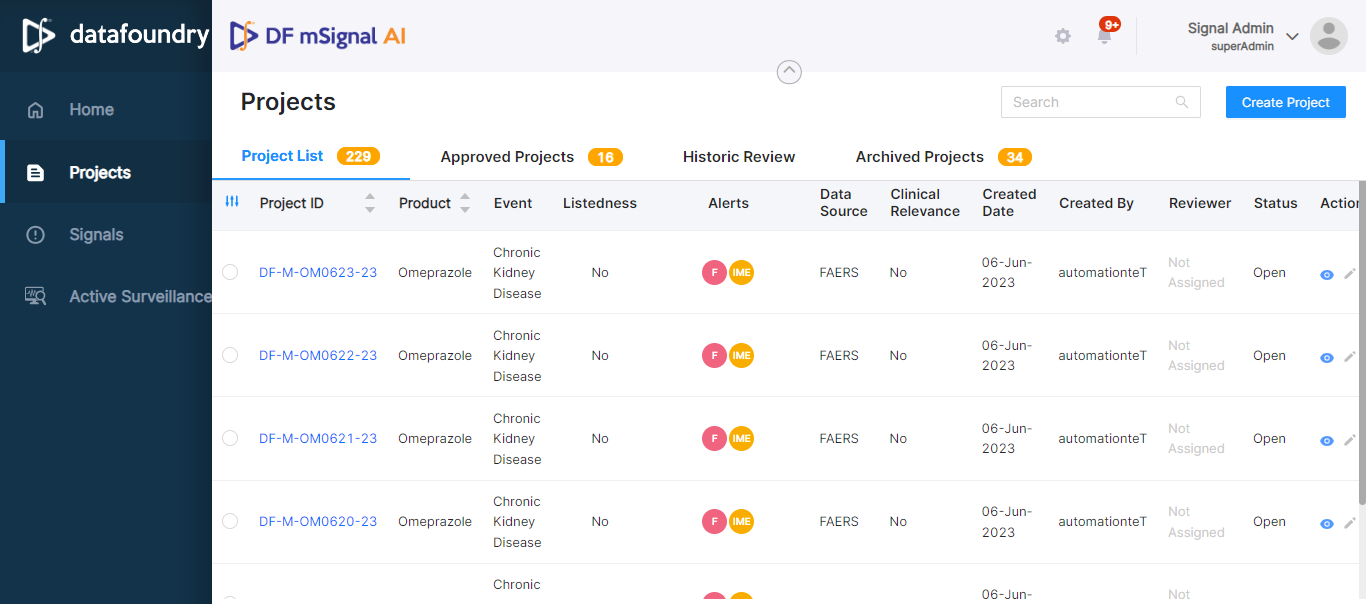 datafoundry
DF mSignal AI
9+
Signal Admin
superAdmin
Home
Projects
Signals
Active Surveillance
Projects
Search
Create Project
Project List 229
Approved Projects 16
Historic Review
Archived Projects 34
Project ID Product Event Listedness Alerts Data Source Clinical Relevance Created Date Created By Reviewer Status Action
DF-M-OM0623-23 Omeprazole Chronic Kidney Disease No F IME FAERS No 06-Jun-2023 automationteT Not Assigned Open
DF-M-OM0622-23 Omeprazole Chronic Kidney Disease No F IME FAERS No 06-Jun-2023 automationteT Not Assigned Open
DF-M-OM0621-23 Omeprazole Chronic Kidney Disease No F IME FAERS No 06-Jun-2023 automationteT Not Assigned Open
DF-M-OM0620-23 Omeprazole Chronic Kidney Disease No F IME FAERS No 06-Jun-2023 automationteT Not Assigned Open
Chronic 06-Jun- Not